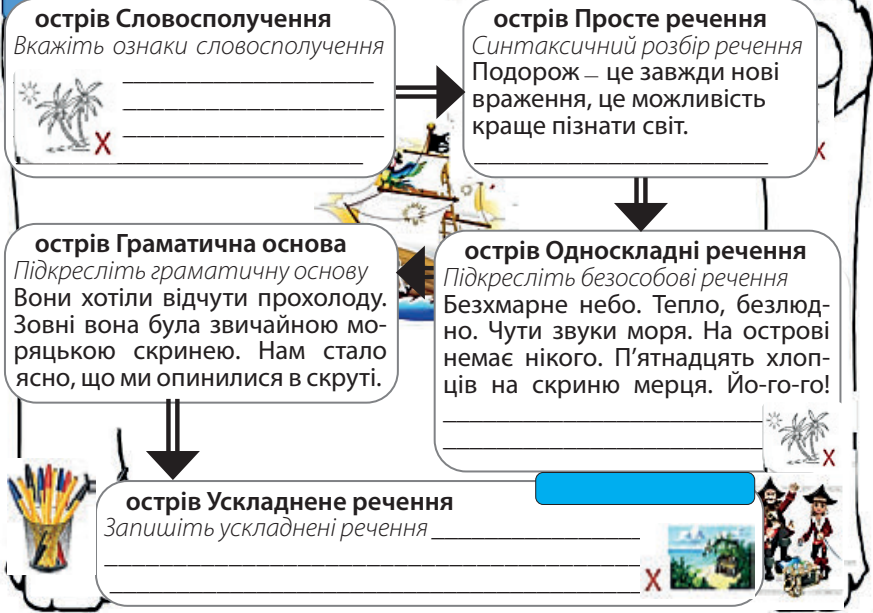 острів Словосполучення
Вкажіть ознаки словосполучення
острів Просте речення
Синтаксичний розбір речення
Подорож – це завжди нові
враження, це можливість
краще пізнати світ.
острів Односкладні речення
Підкресліть безособові речення
Безхмарне небо. Тепло, безлюд-
но. Чути звуки моря. На острові
немає нікого. П’ятнадцять хлоп-
ців на скриню мерця. Йо-го-го!
острів Граматична основа
Підкресліть граматичну основу
Вони хотіли відчути прохолоду.
Зовні вона була звичайною мо-
ряцькою скринею. Нам стало
ясно, що ми опинилися в скруті.
острів Ускладнене речення
Запишіть ускладнені речення